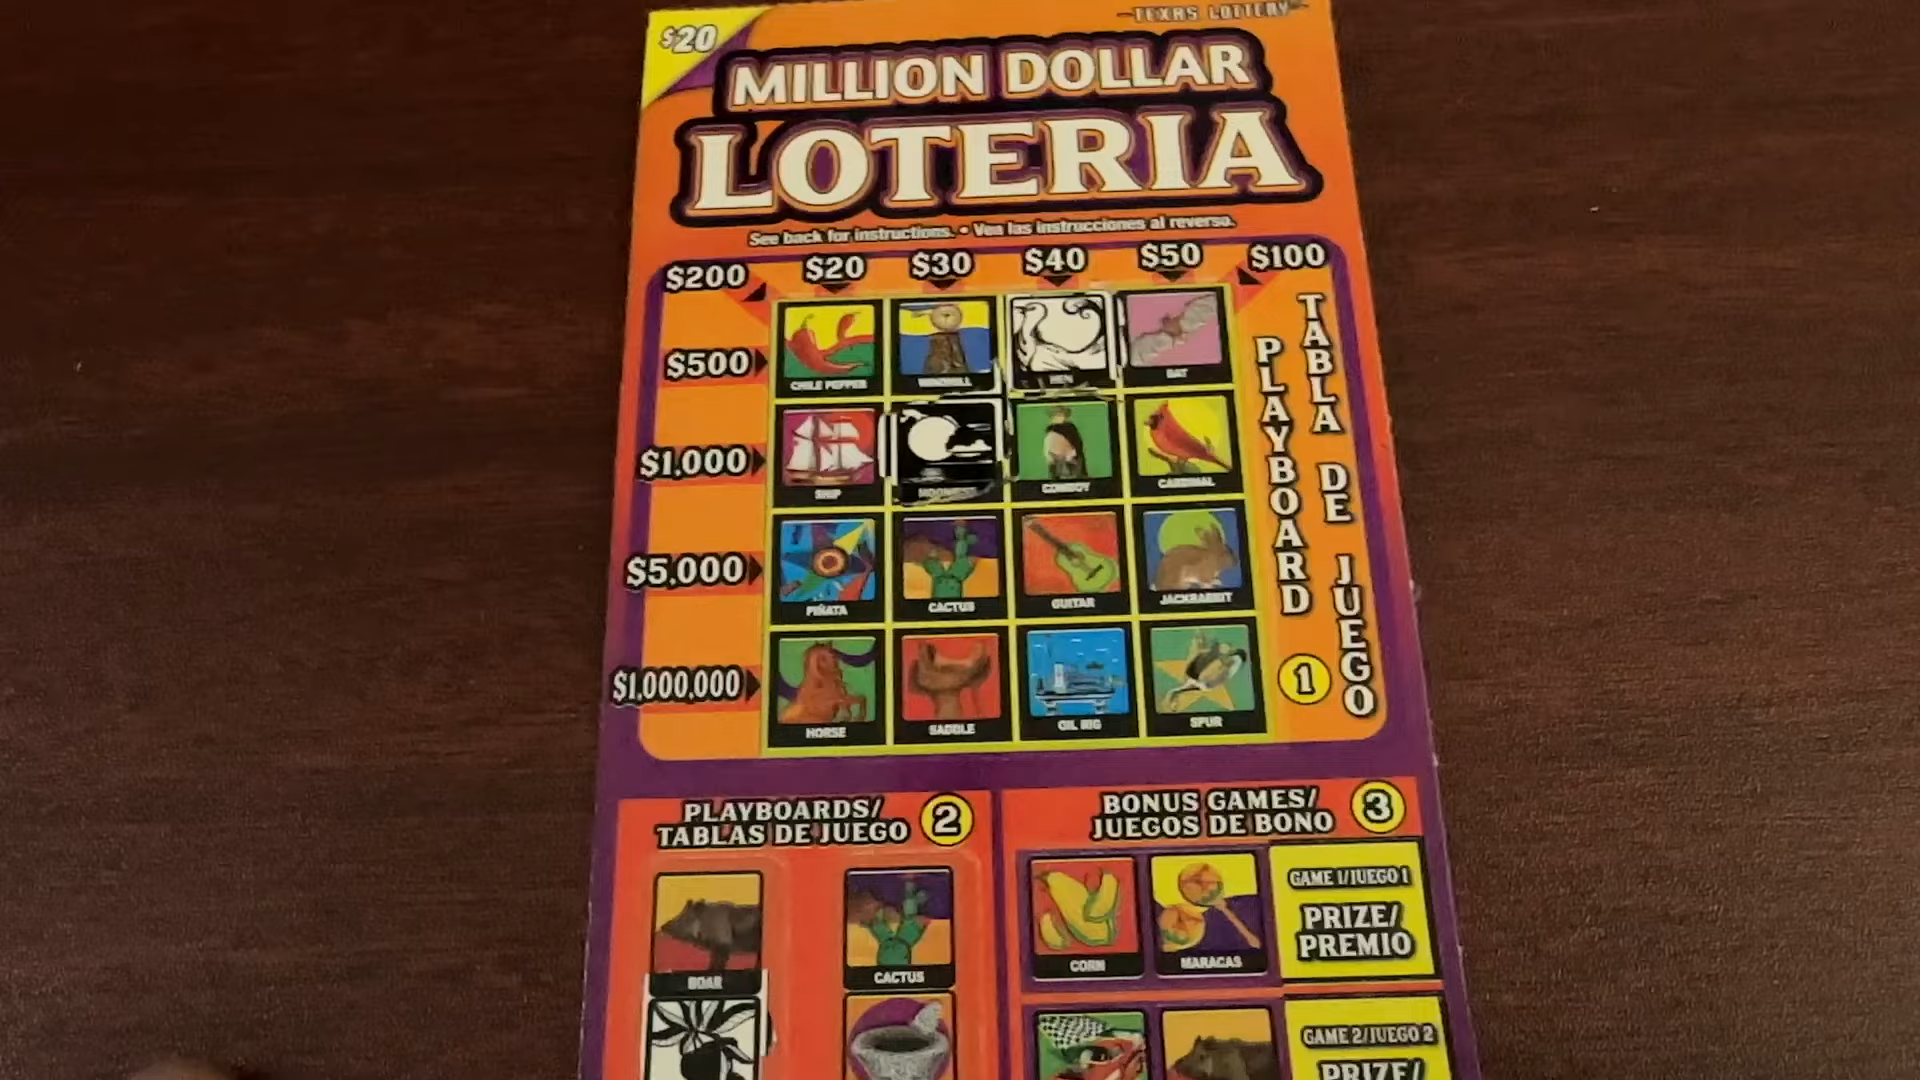 TEXAS LOTTERY
$20
MILLION DOLLAR
LOTERIA
See back for instructions. • Vea las instrucciones al reverso.
$200 $20 $30 $40 $50 $100
$500
CHILE PEPPER WINDMILL HEN BAT
$1,000
SHIP MOONRISE COWBOY CARDINAL
$5,000
PIÑATA CACTUS GUITAR JACKRABBIT
$1,000,000
HORSE SADDLE OIL RIG SPUR
PLAYBOARD
TABLA DE JUEGO
1
PLAYBOARDS/
TABLAS DE JUEGO 2
BOAR CACTUS
BONUS GAMES/
JUEGOS DE BONO 3
CORN MARACAS
GAME 1/JUEGO 1
PRIZE/
PREMIO
GAME 2/JUEGO 2
PRIZE/